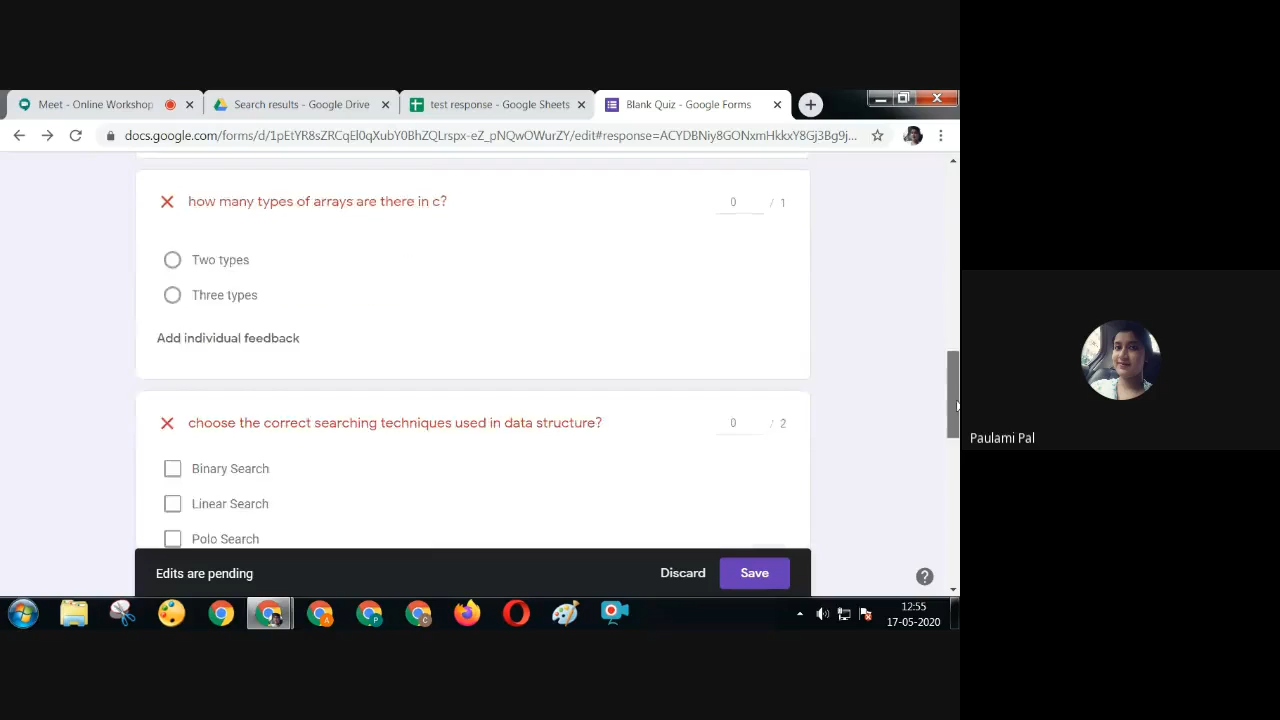 Meet - Online Workshop
Search results - Google Drive
test response - Google Sheets
Blank Quiz - Google Forms
docs.google.com/forms/d/1pEtYR8sZRCqEl0qXubY0BhZQLrspx-eZ_pNQwOWurZY/edit#response=ACYDBNiy8GONxmHkkxY8Gj3Bg9j...
how many types of arrays are there in c?
0 / 1
Two types
Three types
Add individual feedback
choose the correct searching techniques used in data structure?
0 / 2
Binary Search
Linear Search
Polo Search
Edits are pending
Discard
Save
Paulami Pal
A
P
C
12:55
17-05-2020